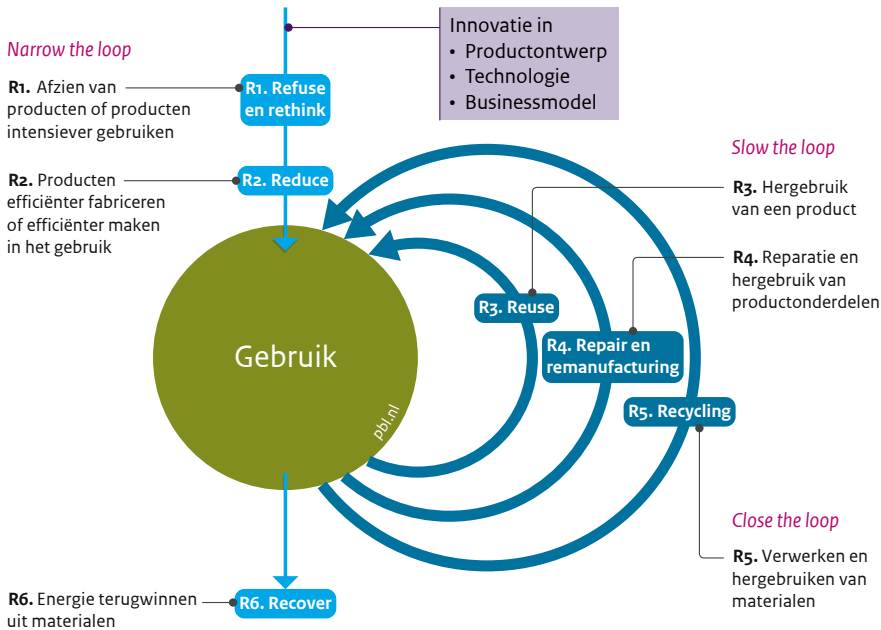 Innovatie in
• Productontwerp
• Technologie
• Businessmodel
Narrow the loop
R1. Afzien van
producten of producten
intensiever gebruiken
R1. Refuse
en rethink
R2. Producten
efficiënter fabriceren
of efficiënter maken
in het gebruik
R2. Reduce
Slow the loop
R3. Hergebruik
van een product
R4. Reparatie en
hergebruik van
productonderdelen
R3. Reuse
R4. Repair en
remanufacturing
R5. Recycling
Gebruik
pbl.nl
Close the loop
R5. Verwerken en
hergebruiken van
materialen
R6. Energie terugwinnen
uit materialen
R6. Recover